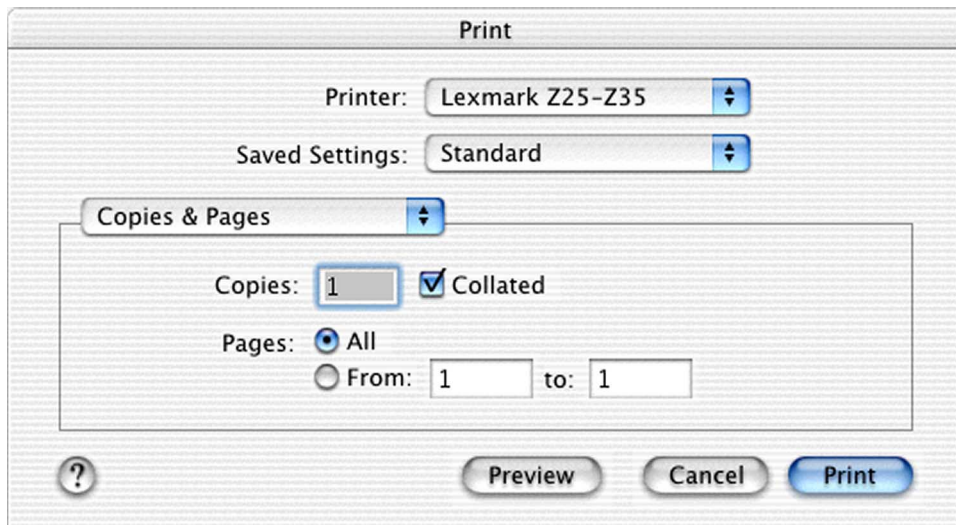 Print
Printer: Lexmark Z25-Z35
Saved Settings: Standard
Copies & Pages
Copies: 1 Collated
Pages: All
From: 1 to: 1
? Preview Cancel Print